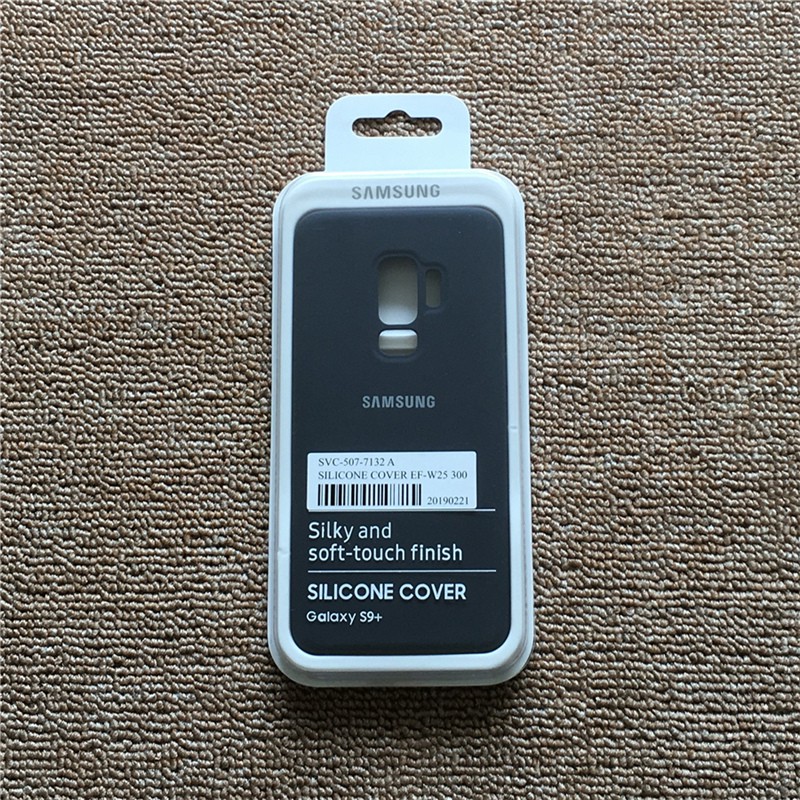 SAMSUNG
SAMSUNG
SVC-507-7132 A
SILICONE COVER EF-W25 300
20190221
Silky and
soft-touch finish
SILICONE COVER
Galaxy S9+